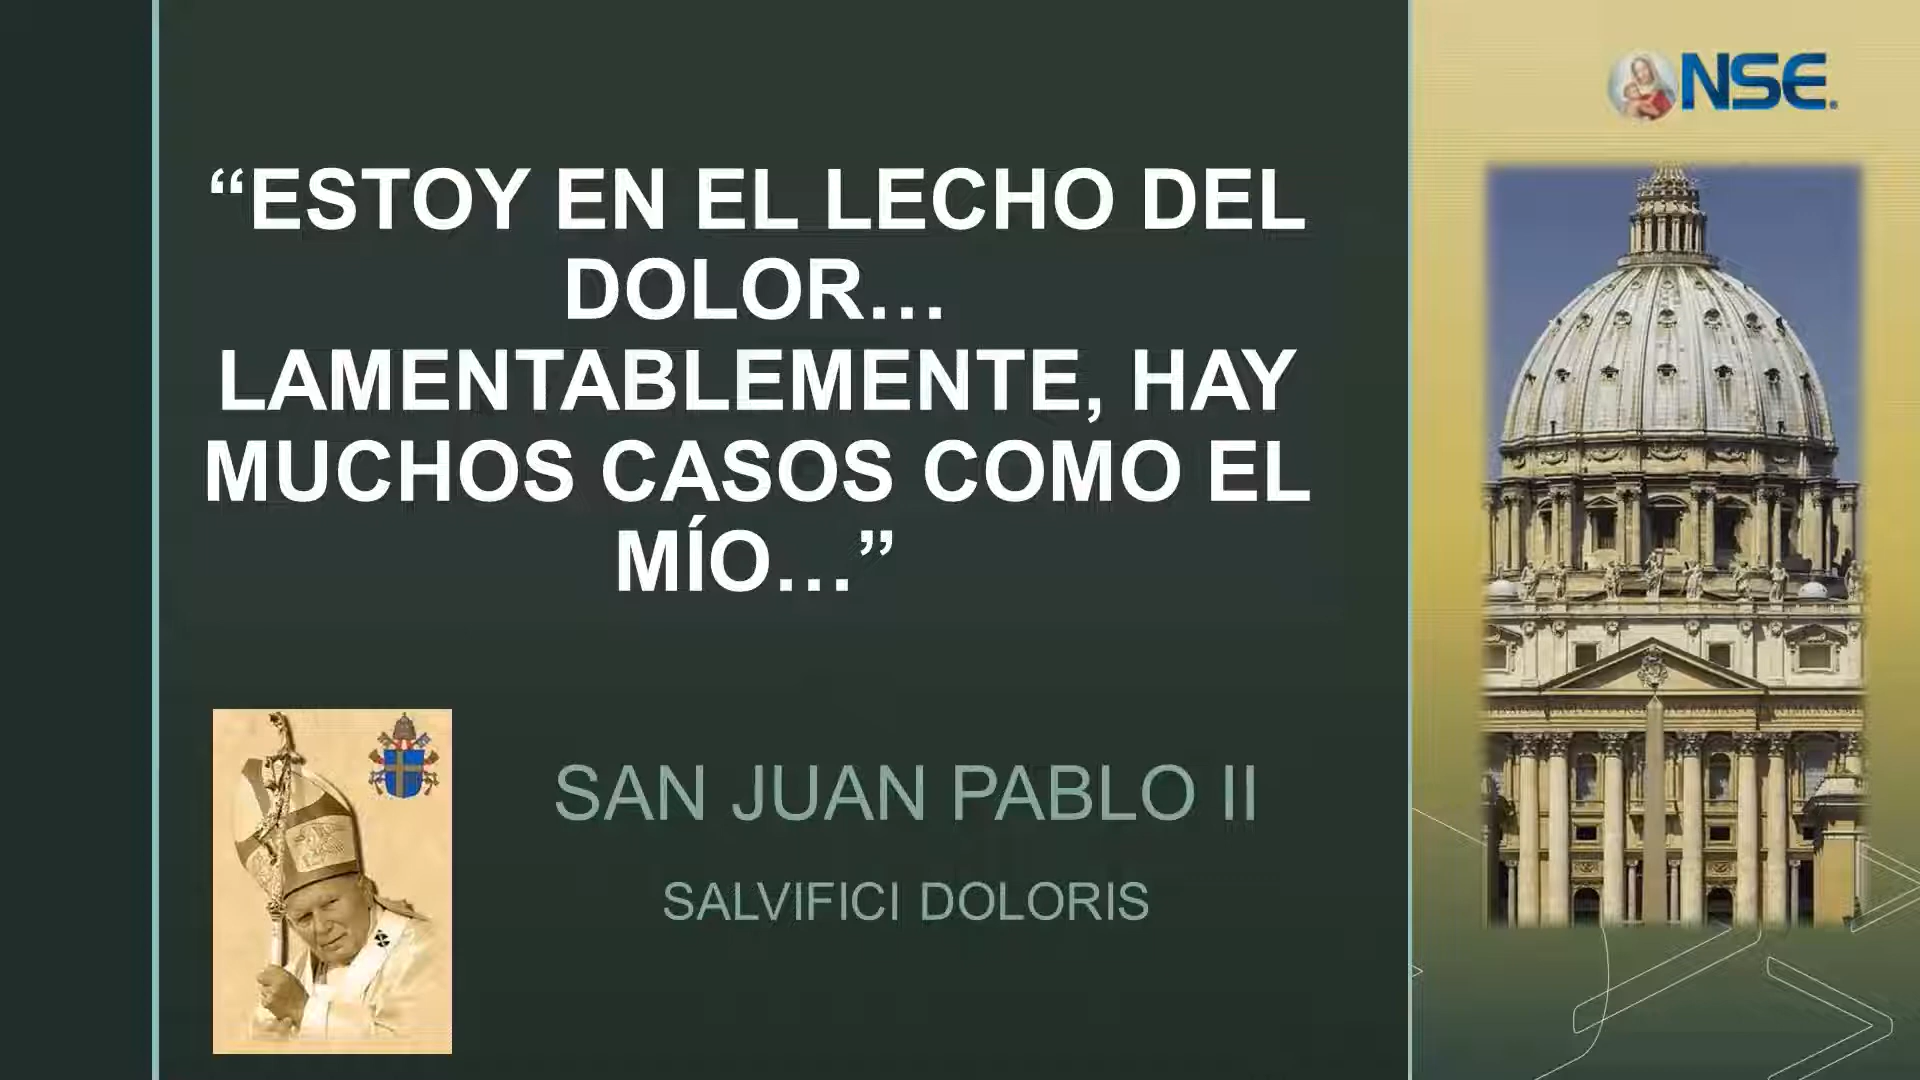 NSE
“ESTOY EN EL LECHO DEL
DOLOR…
LAMENTABLEMENTE, HAY
MUCHOS CASOS COMO EL
MÍO…”
SAN JUAN PABLO II
SALVIFICI DOLORIS